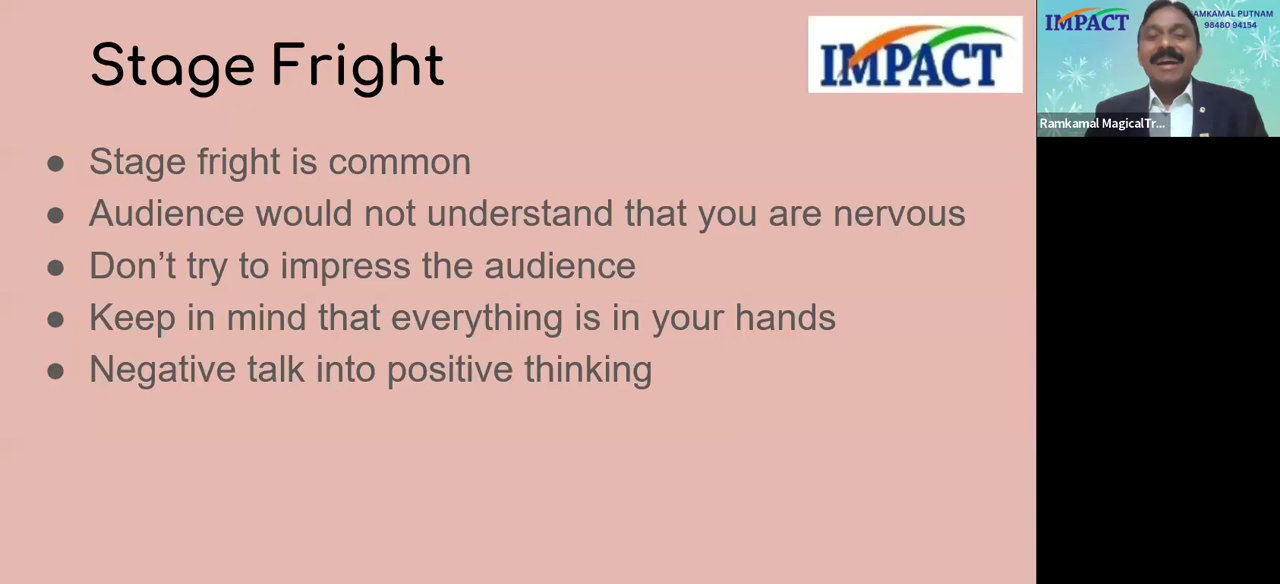 Stage Fright
IMPACT
● Stage fright is common
● Audience would not understand that you are nervous
● Don’t try to impress the audience
● Keep in mind that everything is in your hands
● Negative talk into positive thinking
IMPACT
AMKAMAL PUTNAM
98480 94154
Ramkamal MagicalTr...